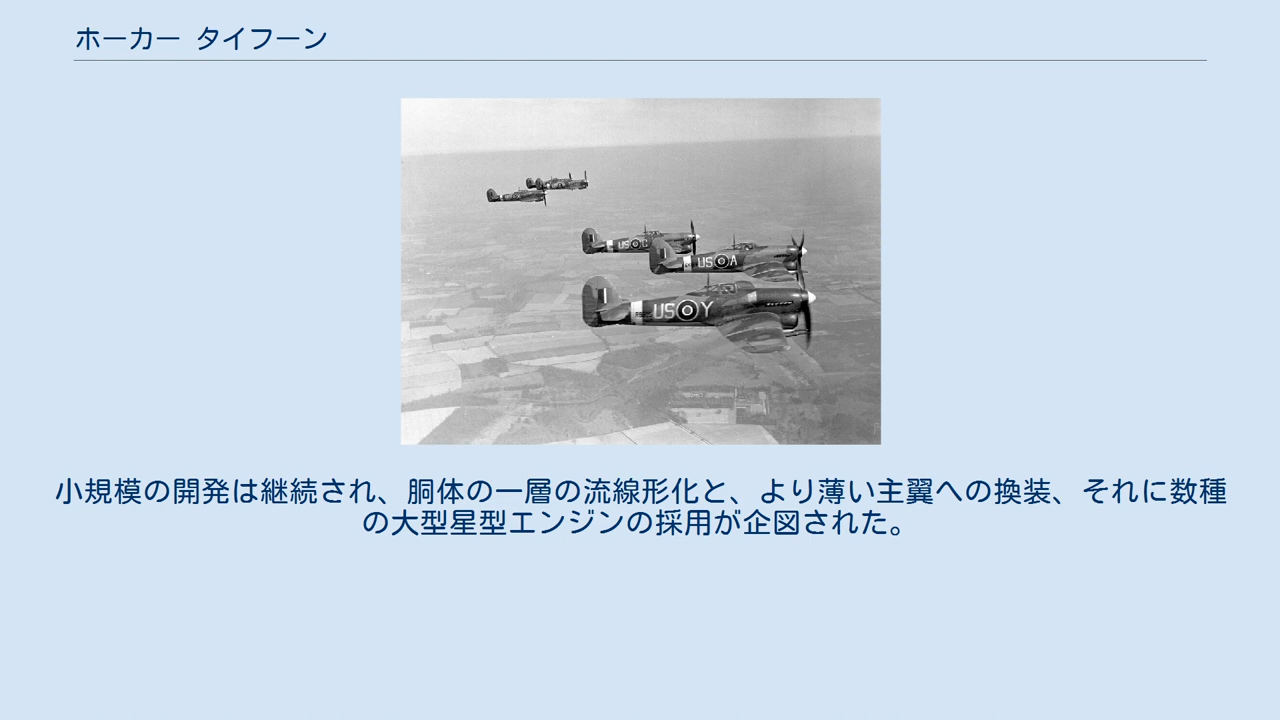 ホーカー タイフーン
US
US A
US Y
小規模の開発は継続され、胴体の一層の流線形化と、より薄い主翼への換装、それに数種
の大型星型エンジンの採用が企図された。